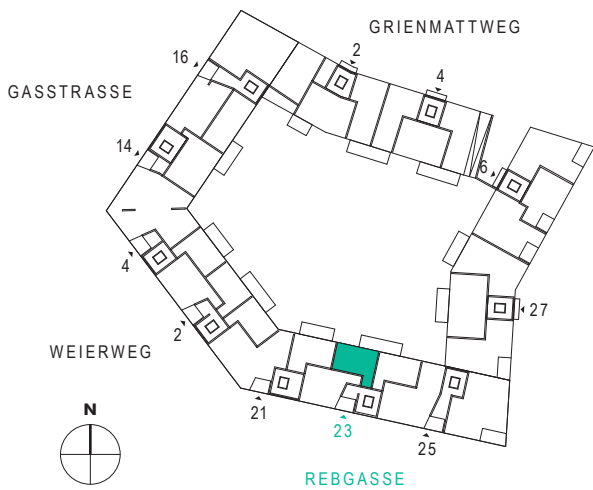 GRIENMATTWEG
2
16
4
GASSTRASSE
14
6
4
27
2
WEIERWEG
21
23
25
N
REBGASSE